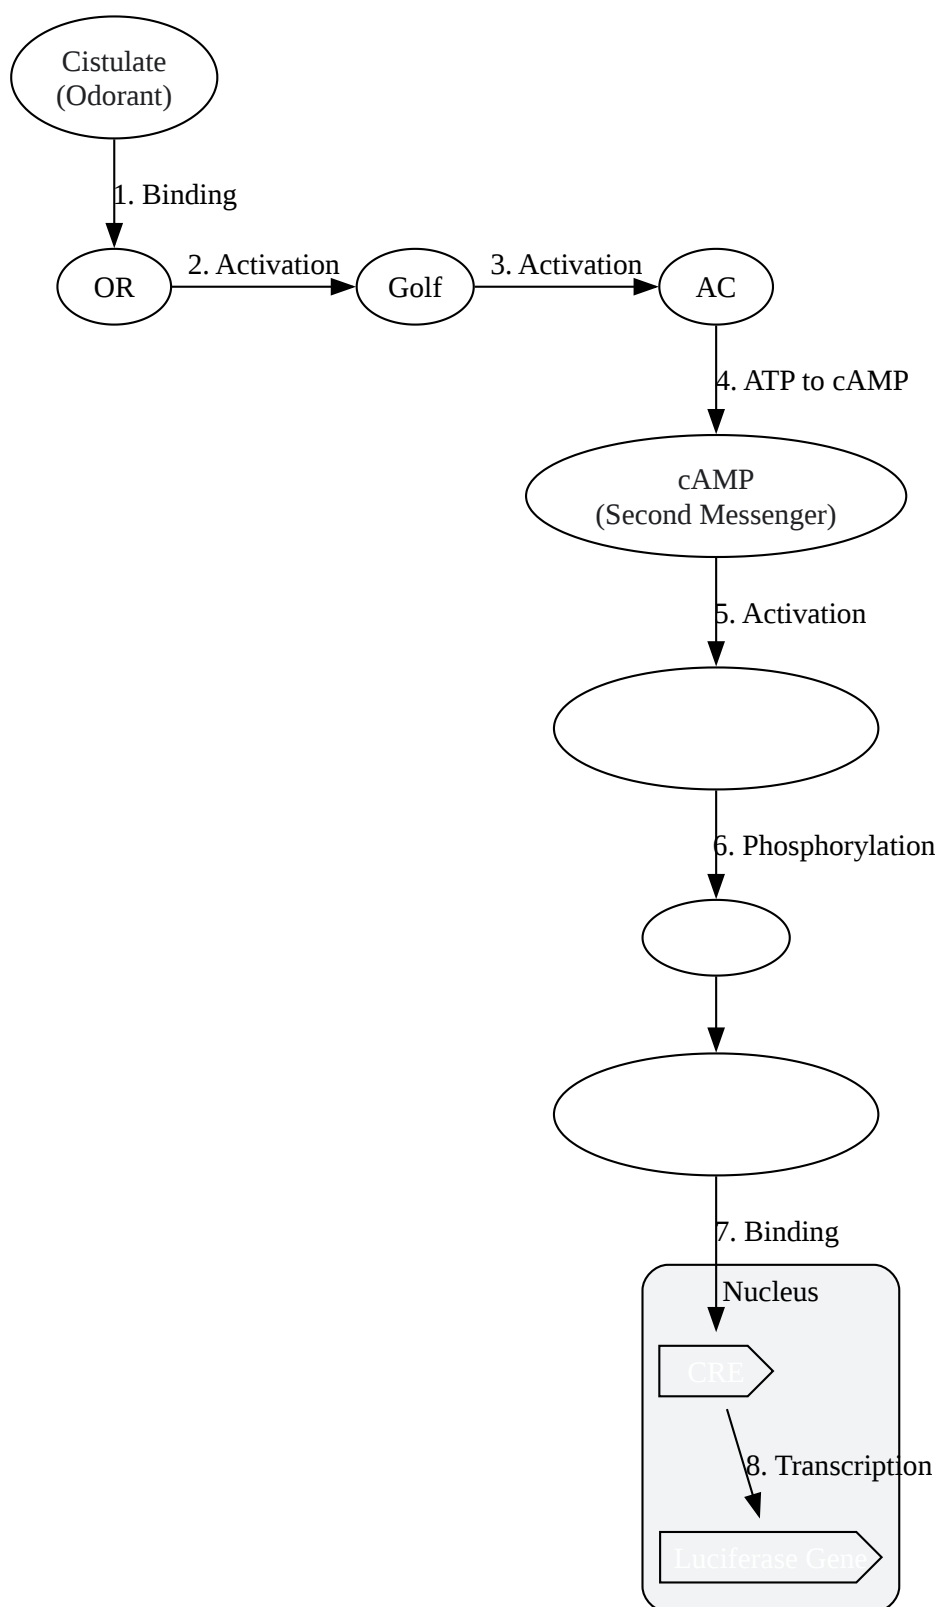 Cistulate
(Odorant)
1. Binding
OR
2. Activation
Golf
3. Activation
AC
4. ATP to cAMP
cAMP
(Second Messenger)
5. Activation
6. Phosphorylation
7. Binding
Nucleus
CRE
8. Transcription
Luciferase Gene